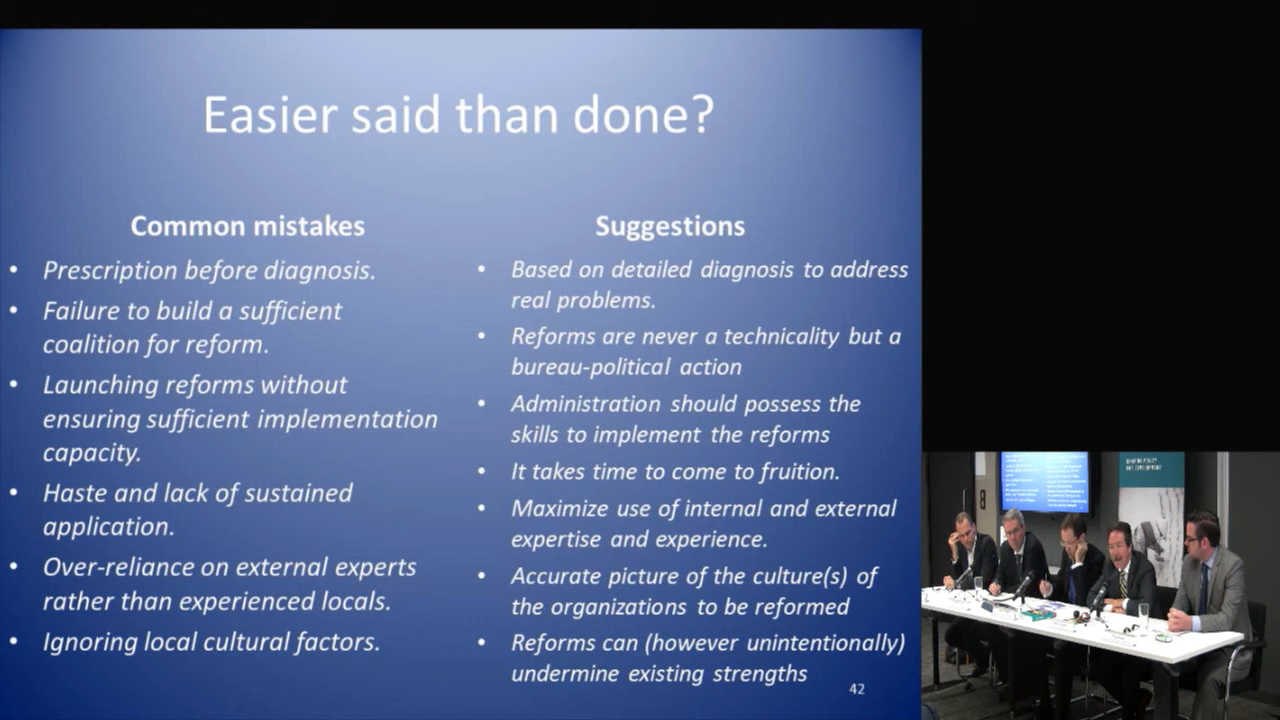 Easier said than done?
Common mistakes
• Prescription before diagnosis.
• Failure to build a sufficient
coalition for reform.
• Launching reforms without
ensuring sufficient implementation
capacity.
• Haste and lack of sustained
application.
• Over-reliance on external experts
rather than experienced locals.
• Ignoring local cultural factors.
Suggestions
• Based on detailed diagnosis to address
real problems.
• Reforms are never a technicality but a
bureau-political action
• Administration should possess the
skills to implement the reforms
• It takes time to come to fruition.
• Maximize use of internal and external
expertise and experience.
• Accurate picture of the culture(s) of
the organizations to be reformed
• Reforms can (however unintentionally)
undermine existing strengths
42